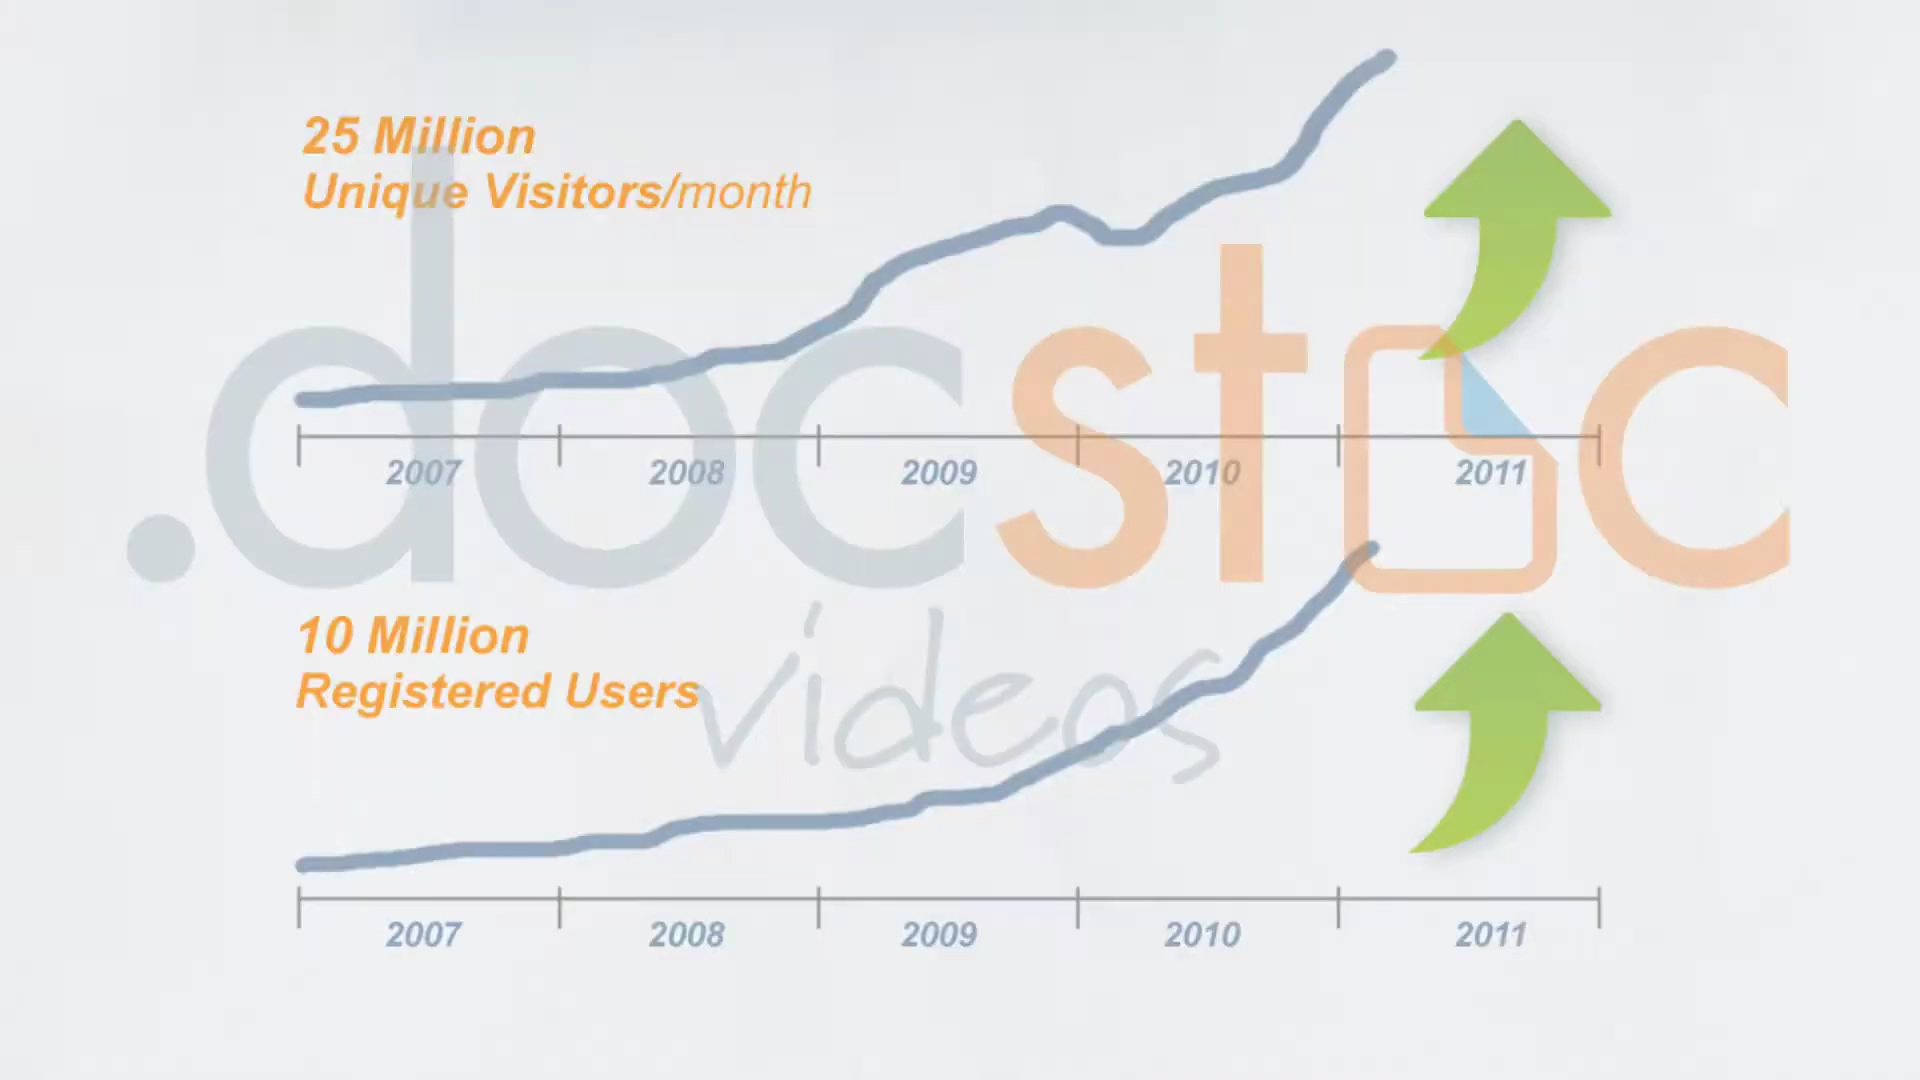 25 Million
Unique Visitors/month
2007 2008 2009 2010 2011
.docstoc
videos
10 Million
Registered Users
2007 2008 2009 2010 2011